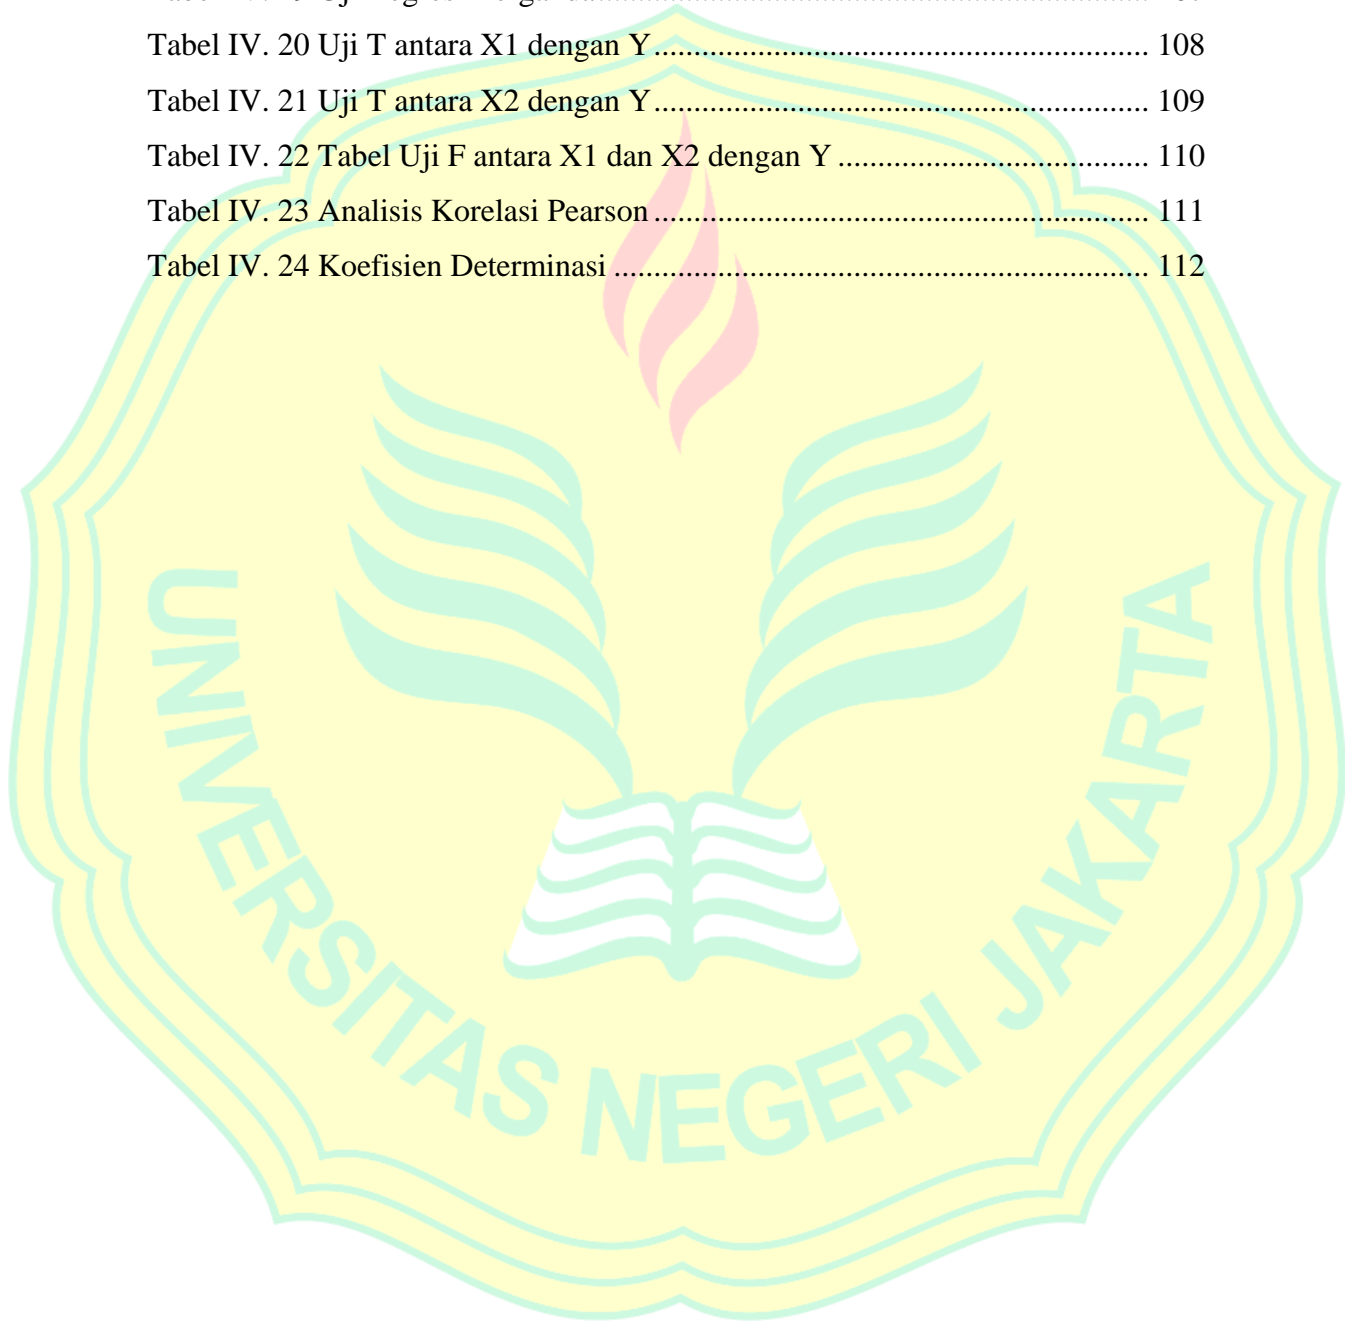 Tabel IV. 20 Uji T antara X1 dengan Y............................................................. 108
Tabel IV. 21 Uji T antara X2 dengan Y............................................................. 109
Tabel IV. 22 Tabel Uji F antara X1 dan X2 dengan Y ...................................... 110
Tabel IV. 23 Analisis Korelasi Pearson............................................................. 111
Tabel IV. 24 Koefisien Determinasi .................................................................. 112
UNIVERSITAS NEGERI JAKARTA